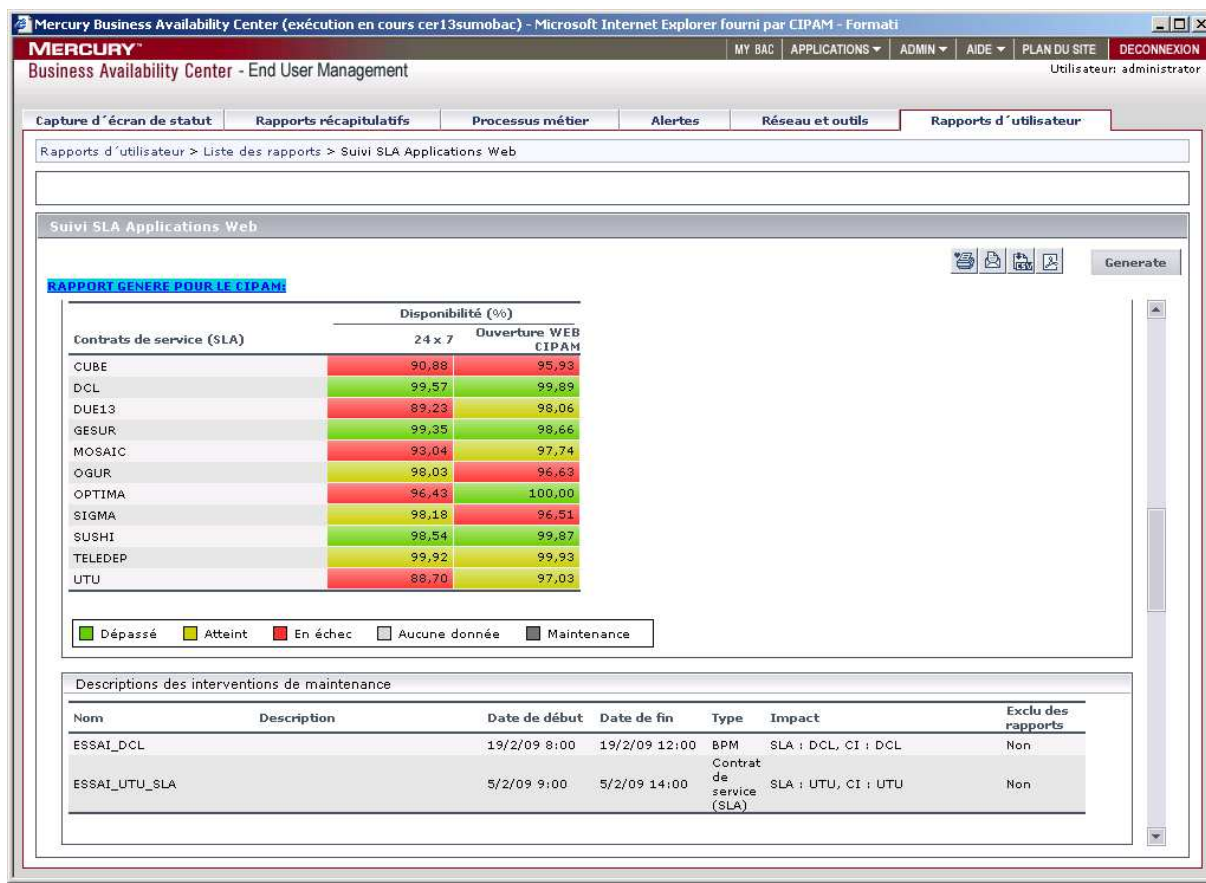 Mercury Business Availability Center (exécution en cours cer13sumobac) - Microsoft Internet Explorer fourni par CIPAM - Formati
MERCURY™
MY BAC APPLICATIONS ADMIN AIDE PLAN DU SITE DECONNEXION
Business Availability Center - End User Management
Utilisateur: administrator
Capture d´écran de statut Rapports récapitulatifs Processus métier Alertes Réseau et outils Rapports d´utilisateur
Rapports d´utilisateur > Liste des rapports > Suivi SLA Applications Web
Suivi SLA Applications Web
Generate
RAPPORT GENERE POUR LE CIPAM:
Disponibilité (%)
Contrats de service (SLA) 24 x 7 Ouverture WEB
CIPAM
CUBE 90,88 95,93
DCL 99,57 99,89
DUE13 89,23 98,06
GESUR 99,35 98,66
MOSAIC 93,04 97,74
OGUR 98,03 96,63
OPTIMA 96,43 100,00
SIGMA 98,18 96,51
SUSHI 98,54 99,87
TELEDEP 99,92 99,93
UTU 88,70 97,03
Dépassé Atteint En échec Aucune donnée Maintenance
Descriptions des interventions de maintenance
Nom Description Date de début Date de fin Type Impact Exclu des
rapports
ESSAI_DCL 19/2/09 8:00 19/2/09 12:00 BPM SLA : DCL, CI : DCL Non
Contrat
de
ESSAI_UTU_SLA 5/2/09 9:00 5/2/09 14:00 service SLA : UTU, CI : UTU Non
(SLA)